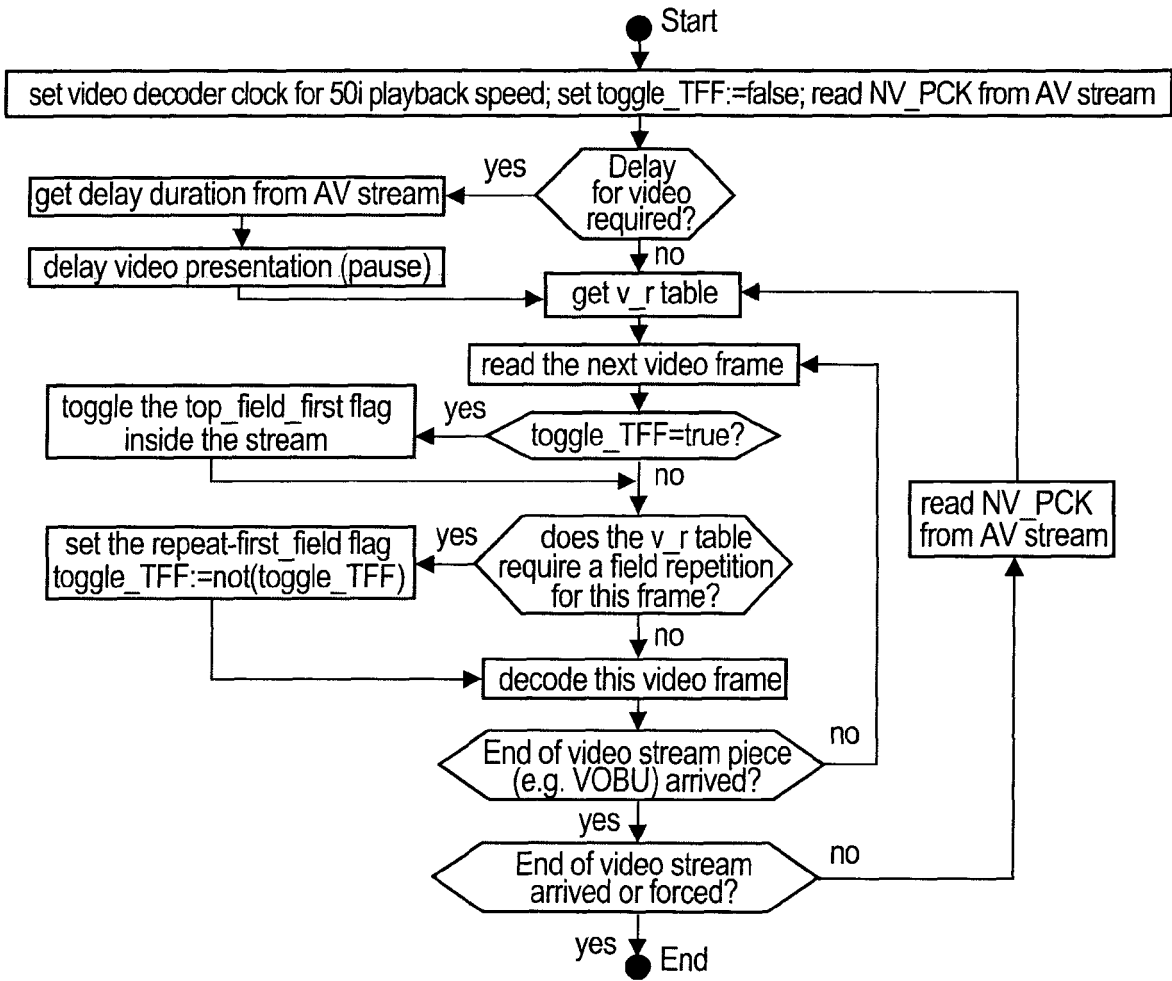 Start
set video decoder clock for 50i playback speed; set toggle_TFF:=false; read NV_PCK from AV stream
Delay
for video
required?
yes
get delay duration from AV stream
delay video presentation (pause)
no
get v_r table
read the next video frame
toggle_TFF=true?
yes
toggle the top_field_first flag
inside the stream
no
does the v_r table
require a field repetition
for this frame?
yes
set the repeat-first_field flag
toggle_TFF:=not(toggle_TFF)
no
decode this video frame
End of video stream piece
(e.g. VOBU) arrived?
no
yes
End of video stream
arrived or forced?
no
read NV_PCK
from AV stream
yes
End